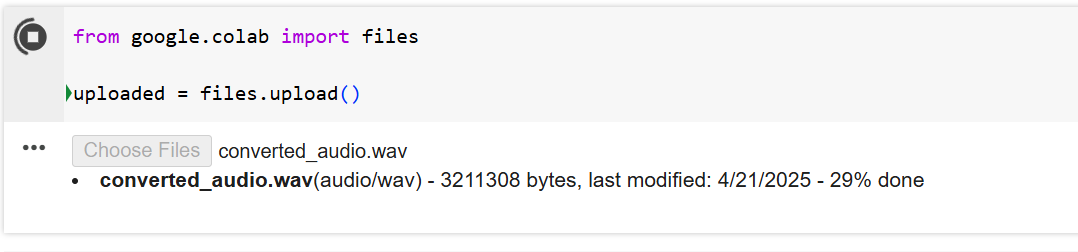 from google.colab import files
uploaded = files.upload()
Choose Files converted_audio.wav
converted_audio.wav(audio/wav) - 3211308 bytes, last modified: 4/21/2025 - 29% done